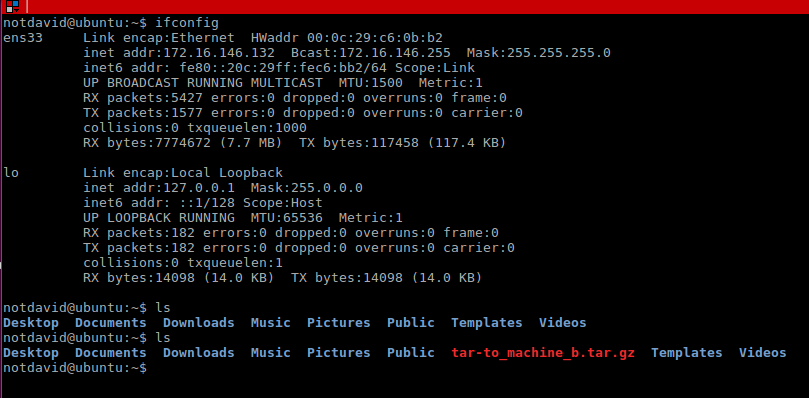 notdavid@ubuntu:~$ ifconfig
ens33     Link encap:Ethernet  HWaddr 00:0c:29:c6:0b:b2
          inet addr:172.16.146.132  Bcast:172.16.146.255  Mask:255.255.255.0
          inet6 addr: fe80::20c:29ff:fec6:bb2/64 Scope:Link
          UP BROADCAST RUNNING MULTICAST  MTU:1500  Metric:1
          RX packets:5427 errors:0 dropped:0 overruns:0 frame:0
          TX packets:1577 errors:0 dropped:0 overruns:0 carrier:0
          collisions:0 txqueuelen:1000
          RX bytes:7774672 (7.7 MB)  TX bytes:117458 (117.4 KB)
lo        Link encap:Local Loopback
          inet addr:127.0.0.1  Mask:255.0.0.0
          inet6 addr: ::1/128 Scope:Host
          UP LOOPBACK RUNNING  MTU:65536  Metric:1
          RX packets:182 errors:0 dropped:0 overruns:0 frame:0
          TX packets:182 errors:0 dropped:0 overruns:0 carrier:0
          collisions:0 txqueuelen:1
          RX bytes:14098 (14.0 KB)  TX bytes:14098 (14.0 KB)
notdavid@ubuntu:~$ ls
Desktop  Documents  Downloads  Music  Pictures  Public  Templates  Videos
notdavid@ubuntu:~$ ls
Desktop  Documents  Downloads  Music  Pictures  Public  tar-to_machine_b.tar.gz  Templates  Videos
notdavid@ubuntu:~$